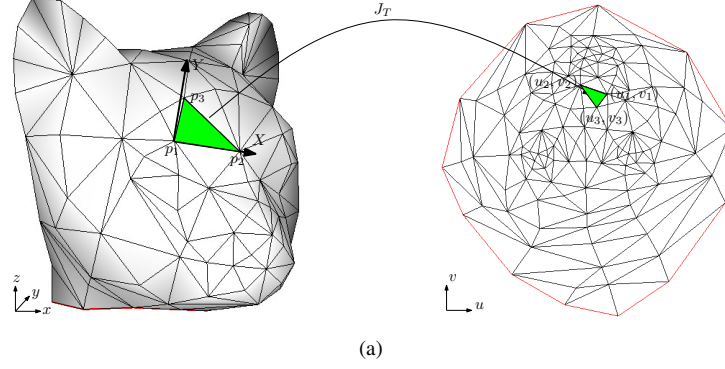 J_T
Y
p_3
X
p_1
p_2
(u_2, v_2)
(u_1, v_1)
(u_3, v_3)
z
y
x
v
u
(a)